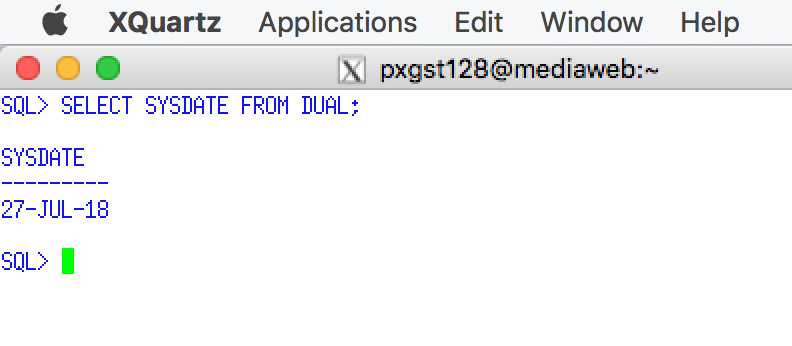 XQuartz Applications Edit Window Help
pxgst128@mediaweb:~
SQL> SELECT SYSDATE FROM DUAL;
SYSDATE
---------
27-JUL-18
SQL>